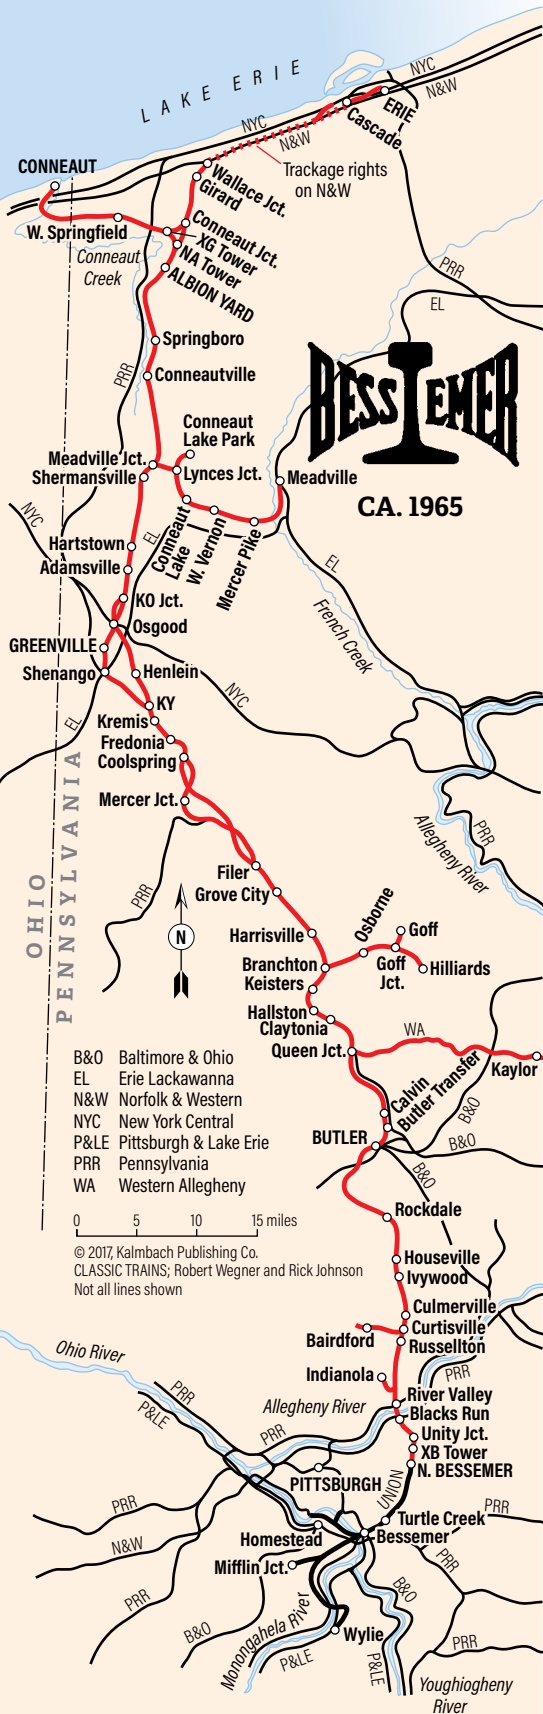 LAKE ERIE
NYC
N&W
ERIE
Cascade
NYC
N&W
Trackage rights
on N&W
CONNEAUT
Wallace Jct.
Girard
W. Springfield
Conneaut Jct.
XG Tower
NA Tower
ALBION YARD
Conneaut
Creek
PRR
EL
Springboro
PRR
Conneautville
BESSEMER
CA. 1965
Conneaut
Lake Park
Meadville Jct.
Shermansville
Lynces Jct.
Meadville
NYC
EL
Conneaut
Lake
W. Vernon
Mercer Pike
Hartstown
Adamsville
EL
French Creek
KO Jct.
Osgood
GREENVILLE
Shenango
Henlein
NYC
EL
KY
Kremis
Fredonia
Coolspring
Mercer Jct.
PRR
Allegheny River
OHIO
PENNSYLVANIA
PRR
Filer
Grove City
N
Harrisville
Osborne
Goff
Goff
Jct.
Hilliards
Branchton
Keisters
Hallston
Claytonia
Queen Jct.
WA
Kaylor
Calvin
Butler Transfer
B&O
BUTLER
B&O
B&O
B&O Baltimore & Ohio
EL Erie Lackawanna
N&W Norfolk & Western
NYC New York Central
P&LE Pittsburgh & Lake Erie
PRR Pennsylvania
WA Western Allegheny
0 5 10 15 miles
© 2017, Kalmbach Publishing Co.
CLASSIC TRAINS; Robert Wegner and Rick Johnson
Not all lines shown
Rockdale
Houseville
Ivywood
Culmerville
Curtisville
Bairdford
Russellton
Indianola
PRR
Ohio River
PRR
P&LE
Allegheny River
PRR
River Valley
Blacks Run
Unity Jct.
XB Tower
N. BESSEMER
PITTSBURGH
UNION
PRR
Turtle Creek
PRR
Bessemer
Homestead
N&W
Mifflin Jct.
PRR
B&O
PRR
B&O
Monongahela River
Wylie
P&LE
P&LE
PRR
Youghiogheny
River